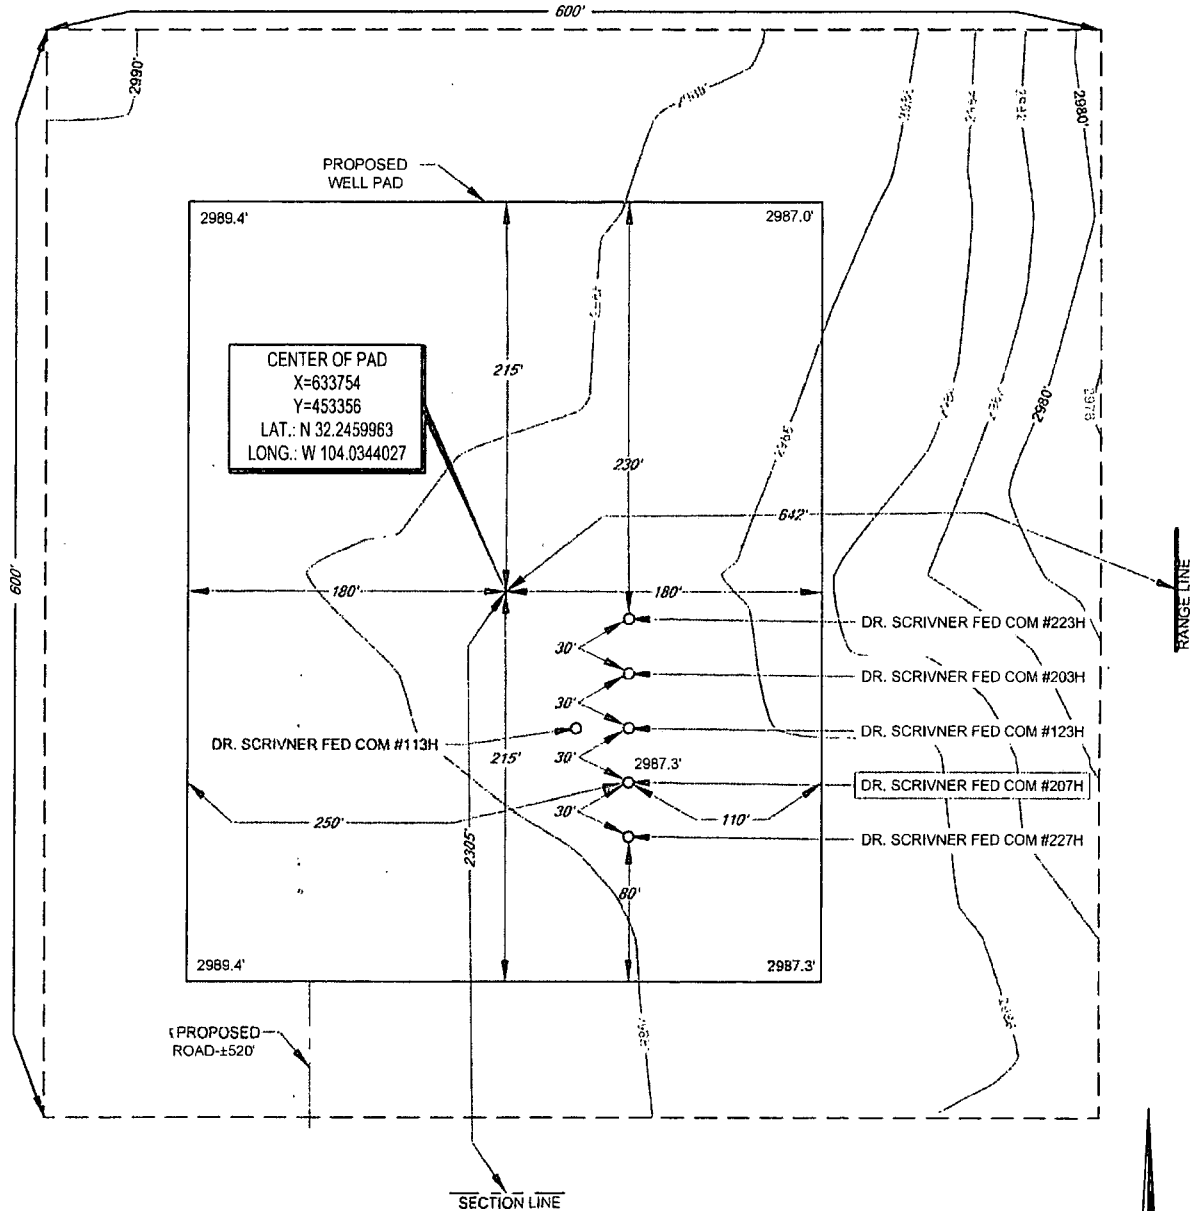 600'
2990'
2980'
PROPOSED
WELL PAD
2989.4'
2987.0'
CENTER OF PAD
X=633754
Y=453356
LAT.: N 32.2459963
LONG.: W 104.0344027
215'
230'
2980'
642'
600'
180'
180'
RANGE LINE
DR. SCRIVNER FED COM #223H
30'
DR. SCRIVNER FED COM #203H
30'
DR. SCRIVNER FED COM #123H
DR. SCRIVNER FED COM #113H
215'
30'
2987.3'
DR. SCRIVNER FED COM #207H
250'
30'
110'
2305'
DR. SCRIVNER FED COM #227H
80'
2989.4'
2987.3'
PROPOSED
ROAD-±520'
SECTION LINE